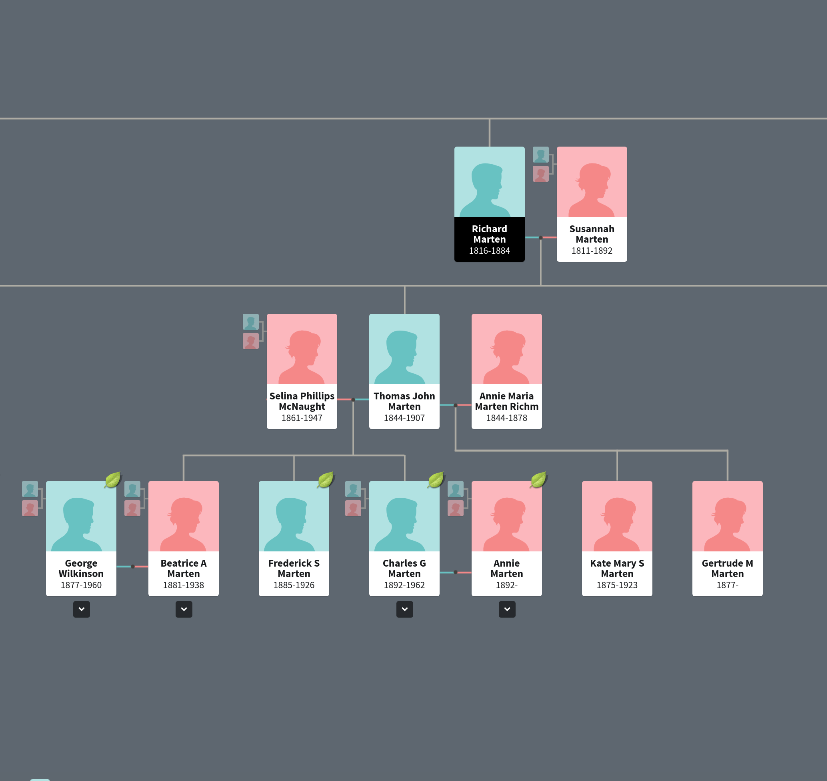 Richard
Marten
1816-1884
Susannah
Marten
1811-1892
Selina Phillips
McNaught
1861-1947
Thomas John
Marten
1844-1907
Annie Maria
Marten Richm
1844-1878
George
Wilkinson
1877-1960
Beatrice A
Marten
1881-1938
Frederick S
Marten
1885-1926
Charles G
Marten
1892-1962
Annie
Marten
1892-
Kate Mary S
Marten
1875-1923
Gertrude M
Marten
1877-